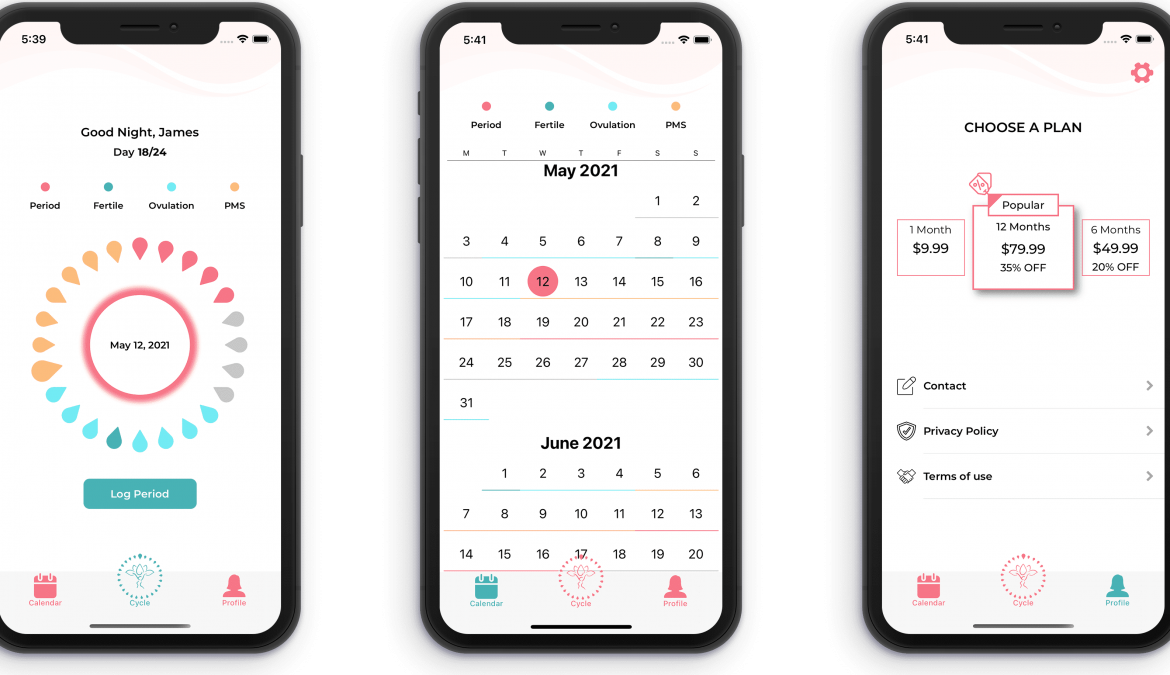 5:39
Good Night, James
Day 18/24
Period Fertile Ovulation PMS
May 12, 2021
Log Period
Calendar Cycle Profile
5:41
Period Fertile Ovulation PMS
M T W T F S S
May 2021
1 2
3 4 5 6 7 8 9
10 11 12 13 14 15 16
17 18 19 20 21 22 23
24 25 26 27 28 29 30
31
June 2021
1 2 3 4 5 6
7 8 9 10 11 12 13
14 15 16 17 18 19 20
Calendar Cycle Profile
5:41
CHOOSE A PLAN
%
Popular
1 Month
$9.99
12 Months
$79.99
35% OFF
6 Months
$49.99
20% OFF
Contact
Privacy Policy
Terms of use
Calendar Cycle Profile